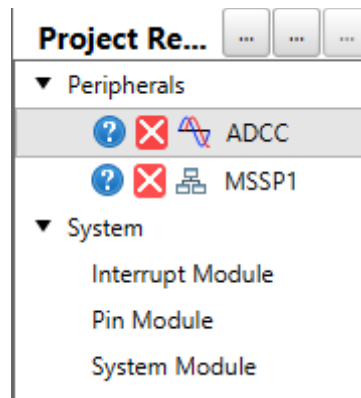 Project Re... ... ... ...
Peripherals
ADCC
MSSP1
System
Interrupt Module
Pin Module
System Module